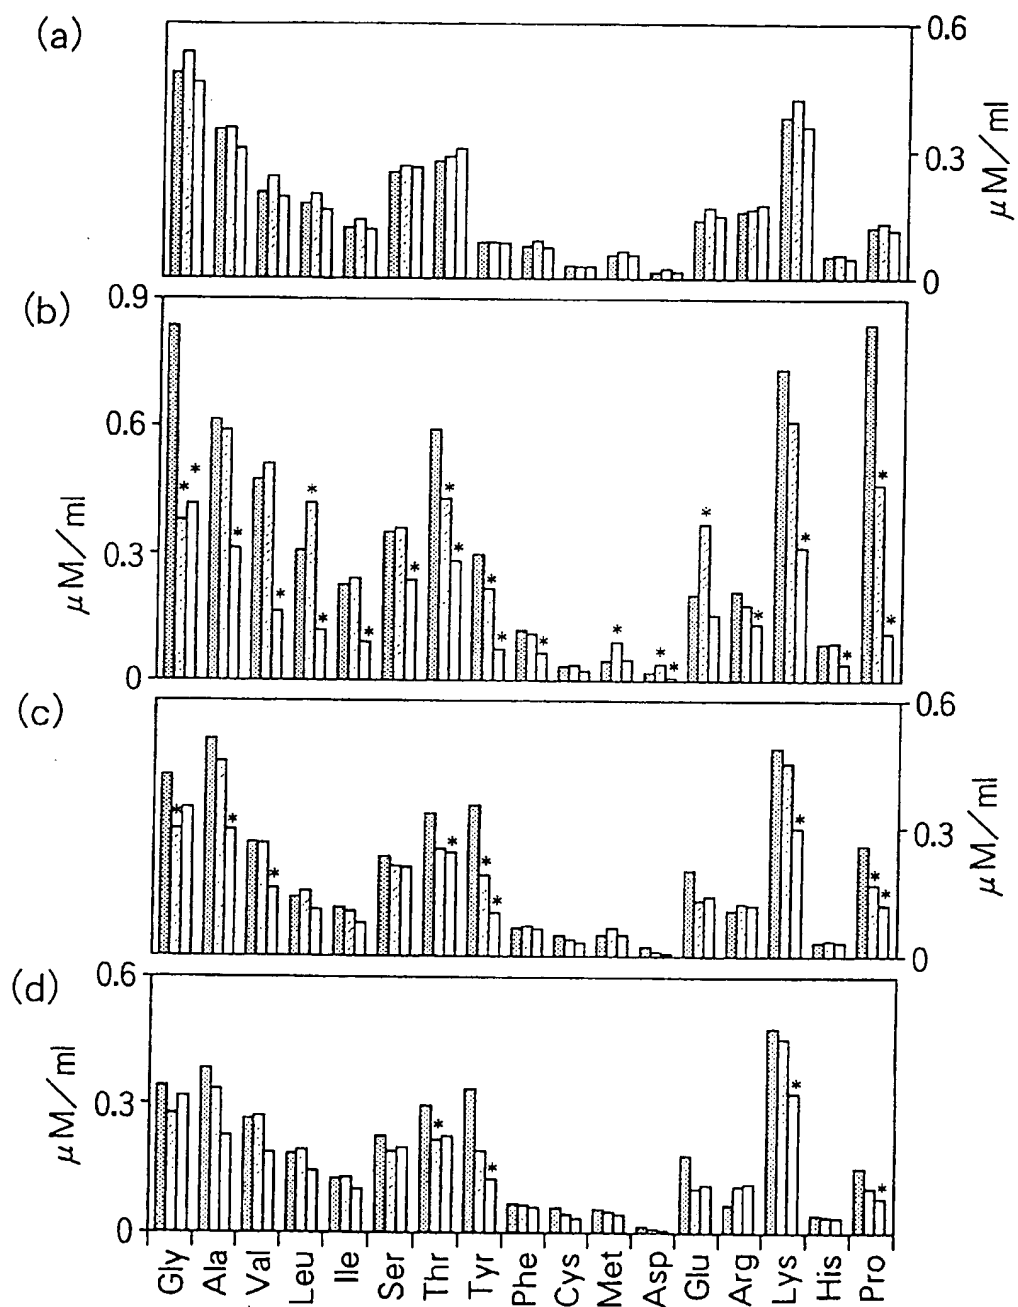 (a)
0.6
0.3
0
μM/ml
(b)
0.9
0.6
0.3
0
μM/ml
* * * * * * * * * * * * * * * * * * * * * * * *
(c)
0.6
0.3
0
μM/ml
* * * * * * * * *
(d)
0.6
0.3
0
μM/ml
* * * *
Gly Ala Val Leu Ile Ser Thr Tyr Phe Cys Met Asp Glu Arg Lys His Pro